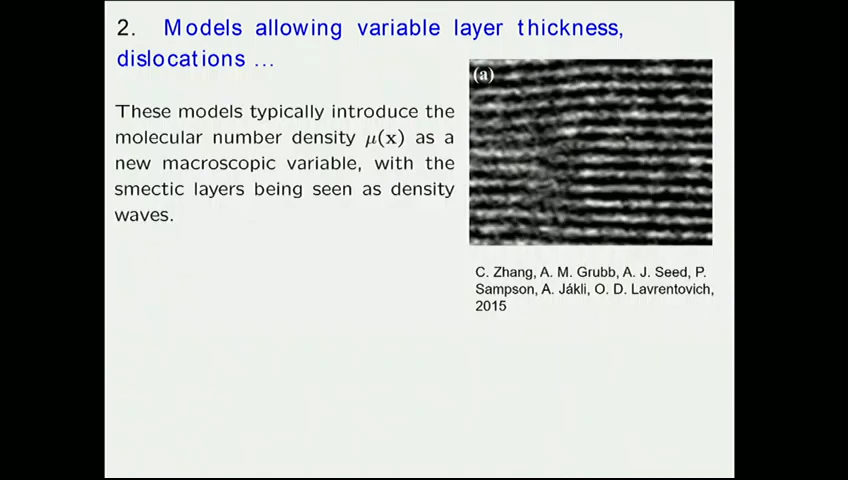 2. Models allowing variable layer thickness,
dislocations ...
These models typically introduce the
molecular number density μ(x) as a
new macroscopic variable, with the
smectic layers being seen as density
waves.
(a)
C. Zhang, A. M. Grubb, A. J. Seed, P.
Sampson, A. Jákli, O. D. Lavrentovich,
2015